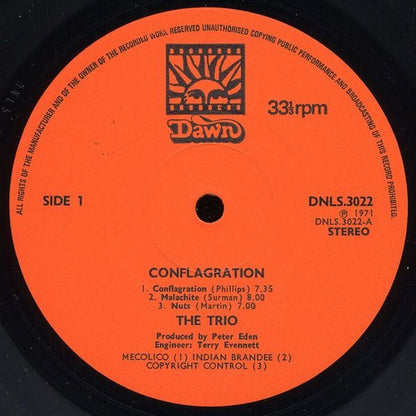 ALL RIGHTS OF THE MANUFACTURER AND OF THE OWNER OF THE RECORDED WORK RESERVED UNAUTHORISED COPYING PUBLIC PERFORMANCE AND BROADCASTING OF THIS RECORD PROHIBITED.
Dawn
33⅓rpm
SIDE 1
DNLS.3022
Ⓟ 1971
DNLS.3022-A
STEREO
CONFLAGRATION
1. Conflagration (Phillips) 7.35
2. Malachite (Surman) 8.00
3. Nuts (Martin) 7.00
THE TRIO
Produced by Peter Eden
Engineer: Terry Evennett
MECOLICO (1) INDIAN BRANDEE (2)
COPYRIGHT CONTROL (3)